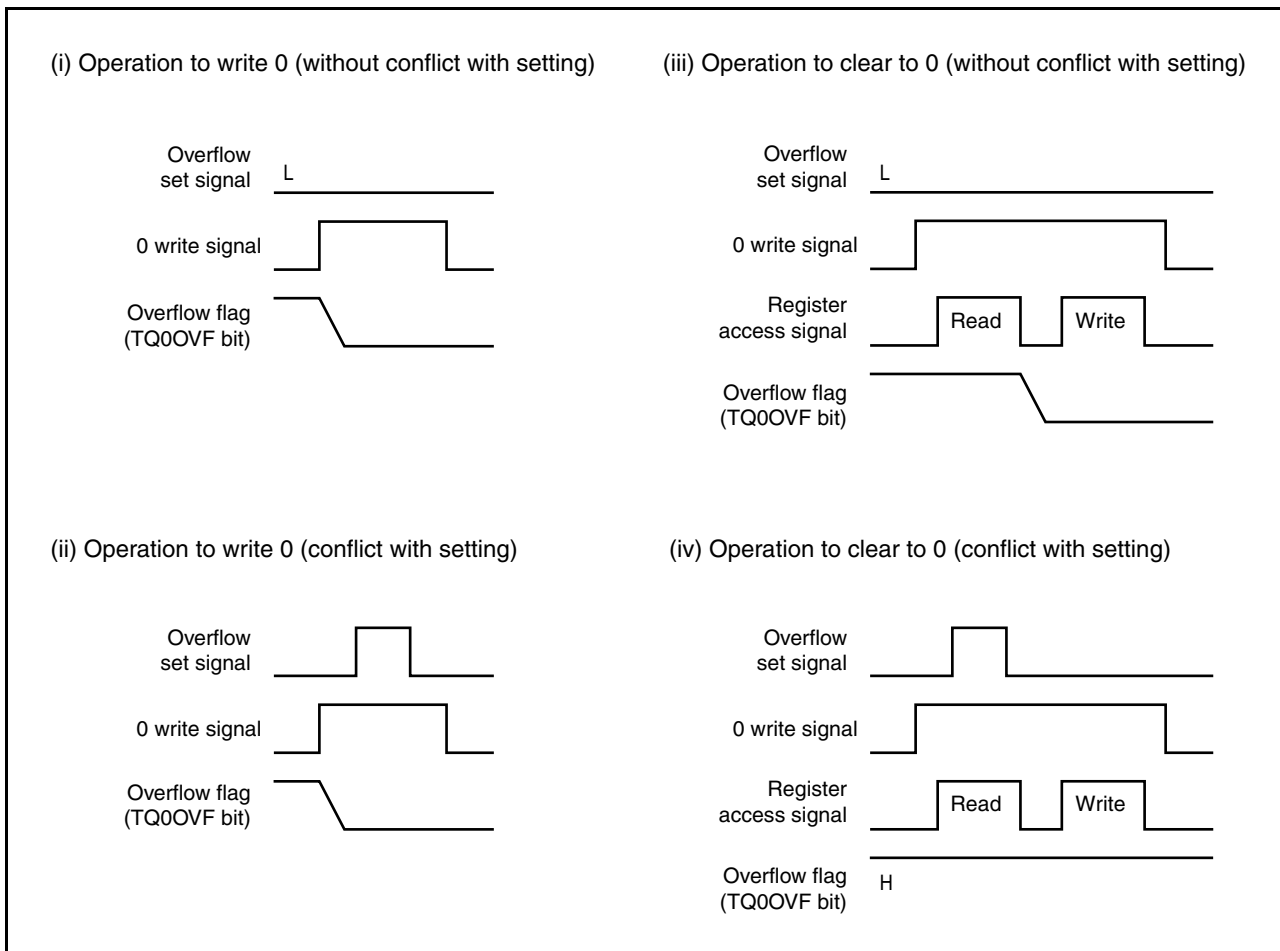 (i) Operation to write 0 (without conflict with setting)
Overflow
set signal
L
0 write signal
Overflow flag
(TQ0OVF bit)
(iii) Operation to clear to 0 (without conflict with setting)
Overflow
set signal
L
0 write signal
Register
access signal
Read
Write
Overflow flag
(TQ0OVF bit)
(ii) Operation to write 0 (conflict with setting)
Overflow
set signal
0 write signal
Overflow flag
(TQ0OVF bit)
(iv) Operation to clear to 0 (conflict with setting)
Overflow
set signal
0 write signal
Register
access signal
Read
Write
Overflow flag
(TQ0OVF bit)
H